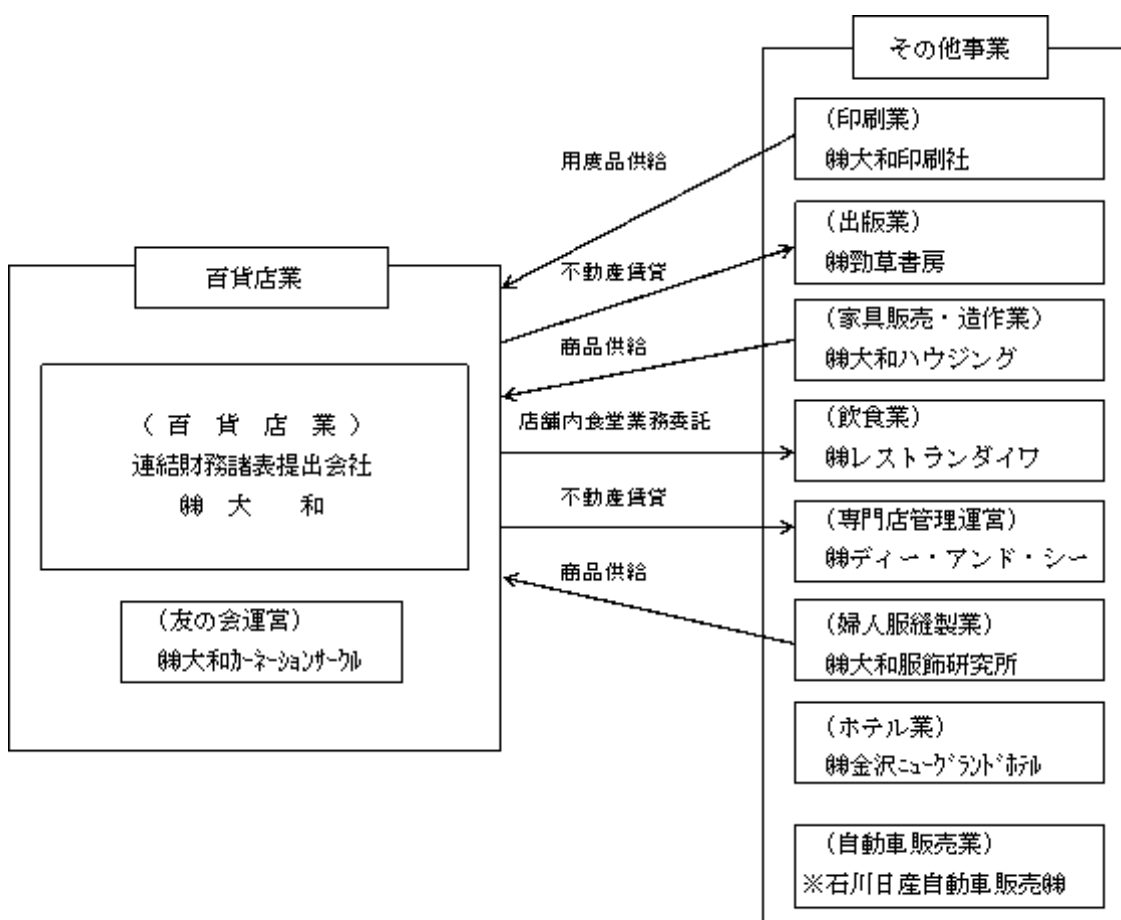 その他事業
(印刷業)
㈱大和印刷社
用度品供給
(出版業)
㈱勁草書房
不動産賃貸
百貨店業
(家具販売・造作業)
㈱大和ハウジング
商品供給
(百貨店業)
連結財務諸表提出会社
㈱大和
店舗内食堂業務委託
(飲食業)
㈱レストランダイワ
不動産賃貸
(専門店管理運営)
㈱ディー・アンド・シー
商品供給
(友の会運営)
㈱大和ｶｰﾈｰｼｮﾝｻｰｸﾙ
(婦人服縫製業)
㈱大和服飾研究所
(ホテル業)
㈱金沢ﾆｭｰｸﾞﾗﾝﾄﾞﾎﾃﾙ
(自動車販売業)
※石川日産自動車販売㈱